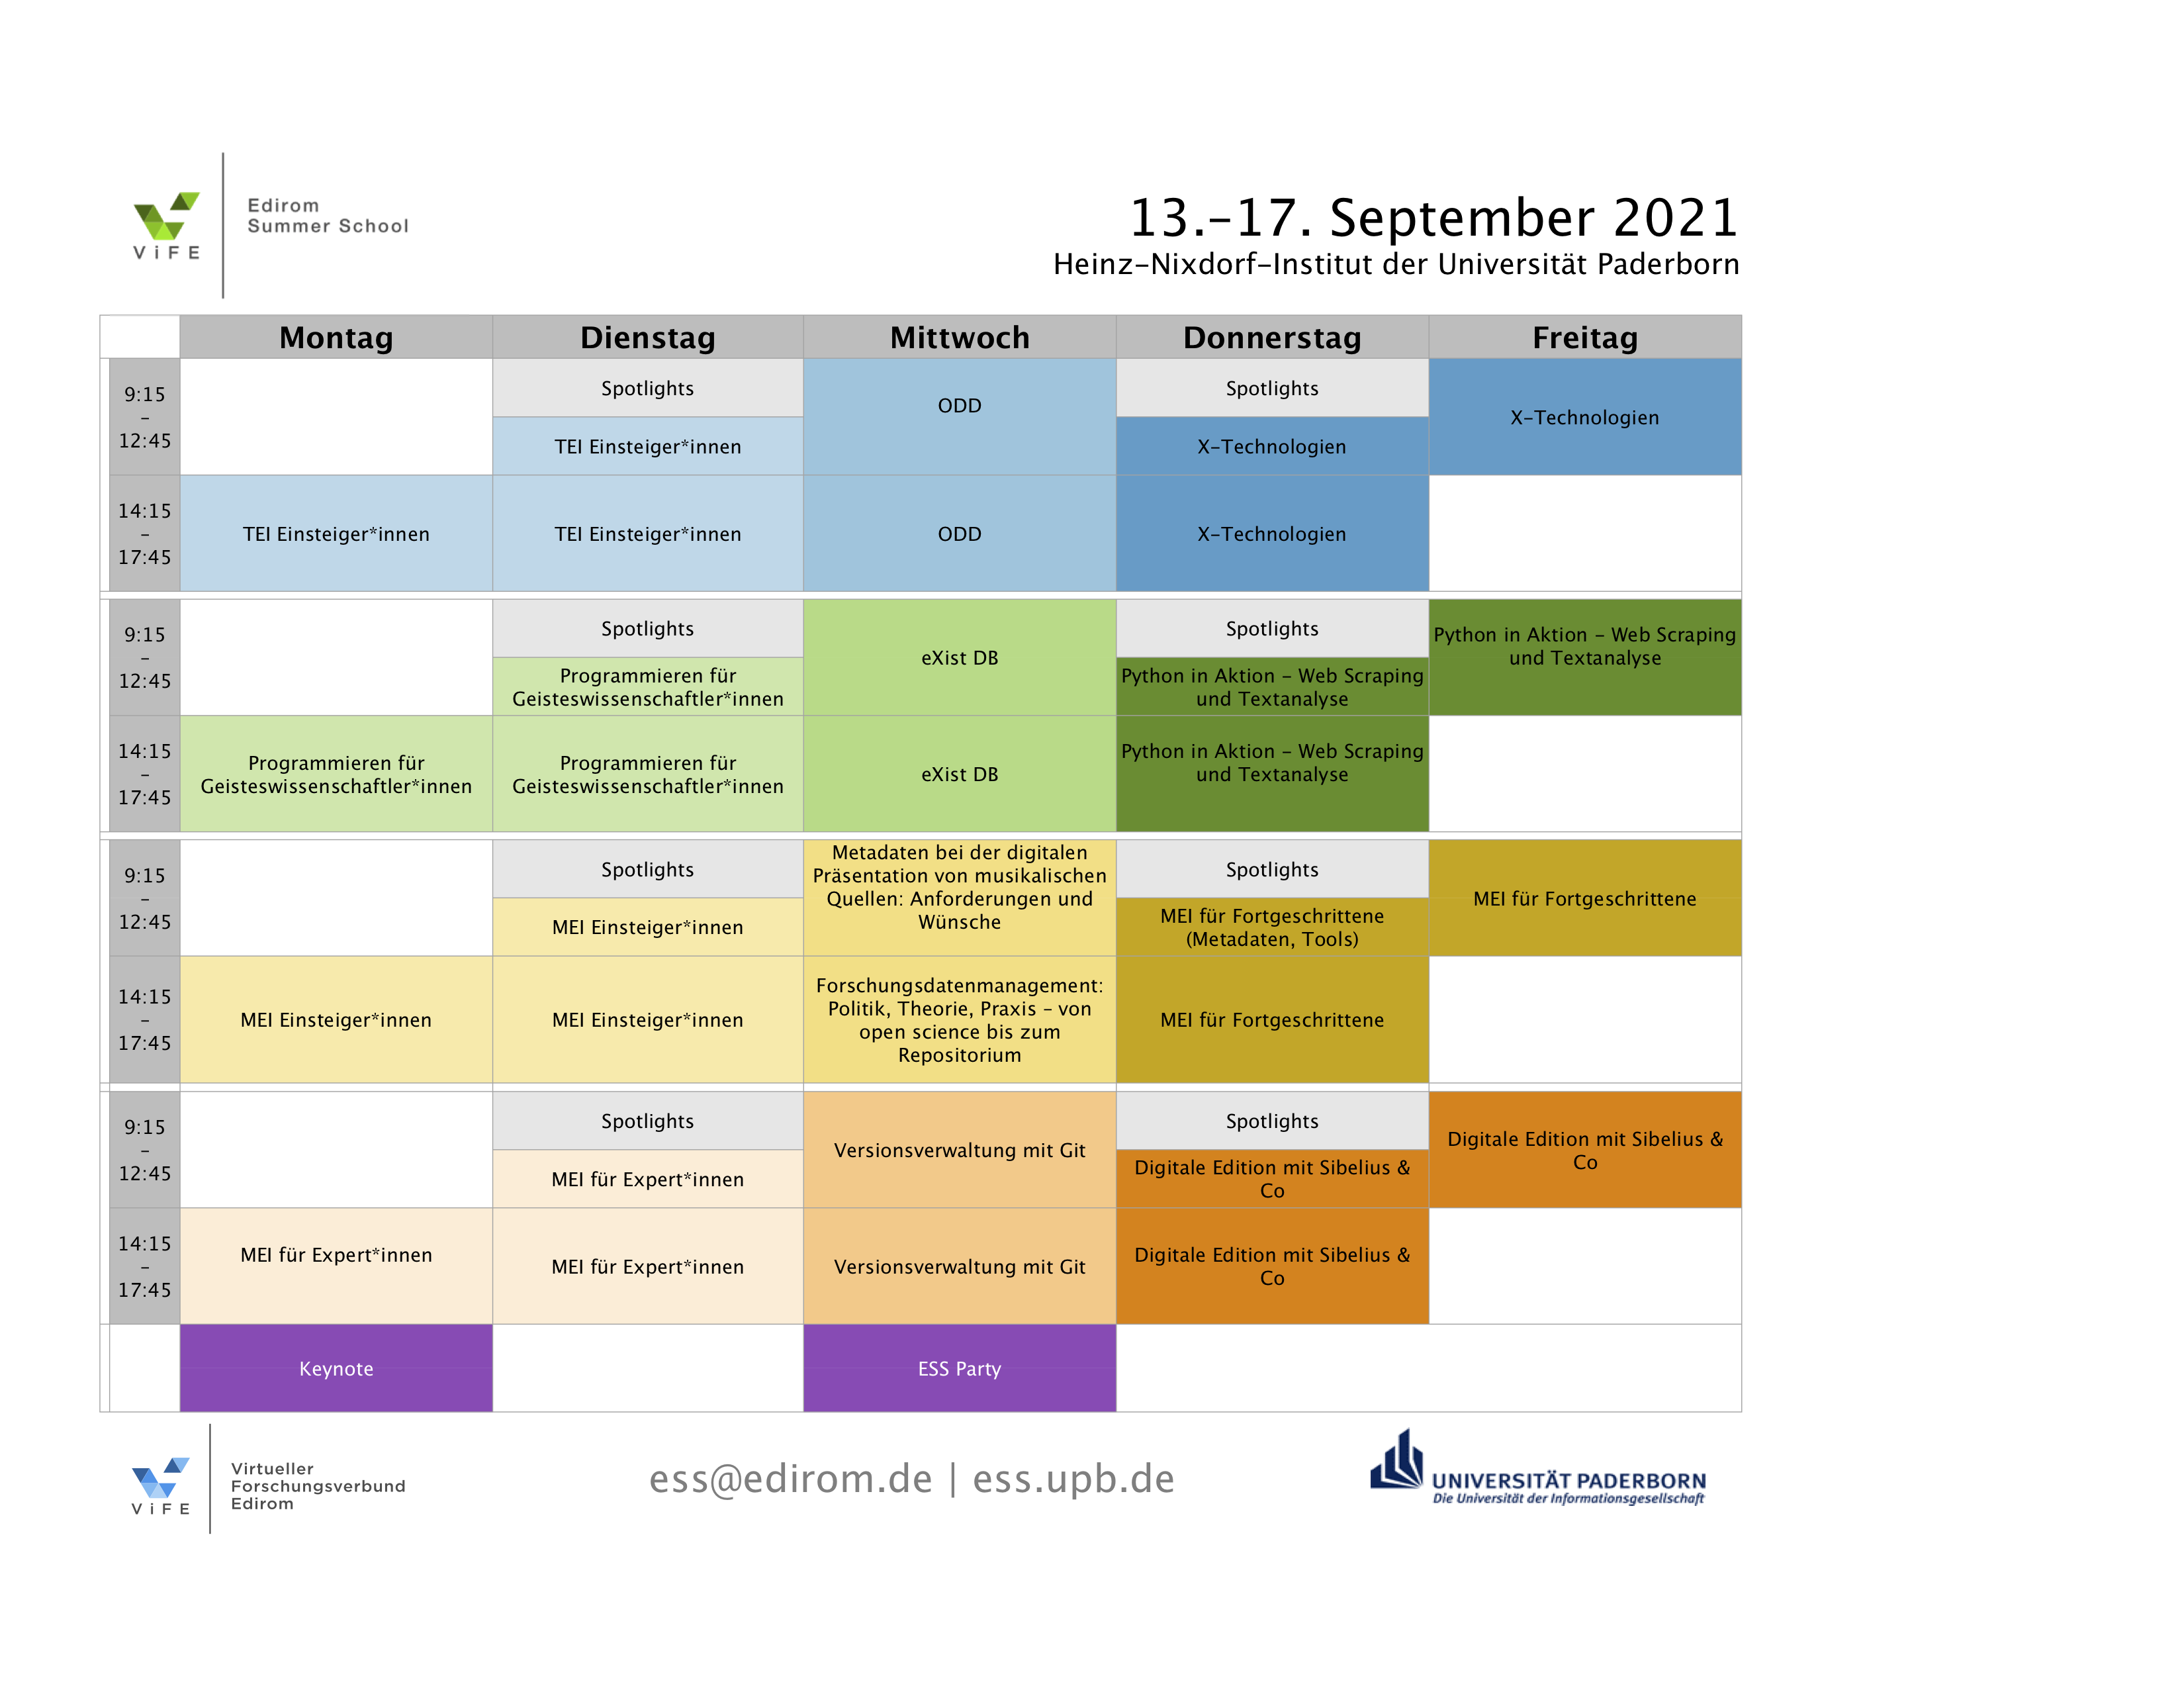 ViFE
Edirom
Summer School
13.–17. September 2021
Heinz–Nixdorf–Institut der Universität Paderborn
Montag Dienstag Mittwoch Donnerstag Freitag
9:15
–
12:45
Spotlights
TEI Einsteiger*innen
ODD
Spotlights
X–Technologien
X–Technologien
14:15
–
17:45
TEI Einsteiger*innen
TEI Einsteiger*innen
ODD
X–Technologien
9:15
–
12:45
Spotlights
Programmieren für
Geisteswissenschaftler*innen
eXist DB
Spotlights
Python in Aktion – Web Scraping
und Textanalyse
Python in Aktion – Web Scraping
und Textanalyse
14:15
–
17:45
Programmieren für
Geisteswissenschaftler*innen
Programmieren für
Geisteswissenschaftler*innen
eXist DB
Python in Aktion – Web Scraping
und Textanalyse
9:15
–
12:45
Spotlights
MEI Einsteiger*innen
Metadaten bei der digitalen
Präsentation von musikalischen
Quellen: Anforderungen und
Wünsche
Spotlights
MEI für Fortgeschrittene
(Metadaten, Tools)
MEI für Fortgeschrittene
14:15
–
17:45
MEI Einsteiger*innen
MEI Einsteiger*innen
Forschungsdatenmanagement:
Politik, Theorie, Praxis – von
open science bis zum
Repositorium
MEI für Fortgeschrittene
9:15
–
12:45
Spotlights
MEI für Expert*innen
Versionsverwaltung mit Git
Spotlights
Digitale Edition mit Sibelius &
Co
Digitale Edition mit Sibelius &
Co
14:15
–
17:45
MEI für Expert*innen
MEI für Expert*innen
Versionsverwaltung mit Git
Digitale Edition mit Sibelius &
Co
Keynote
ESS Party
ViFE
Virtueller
Forschungsverbund
Edirom
ess@edirom.de | ess.upb.de
UNIVERSITÄT PADERBORN
Die Universität der Informationsgesellschaft